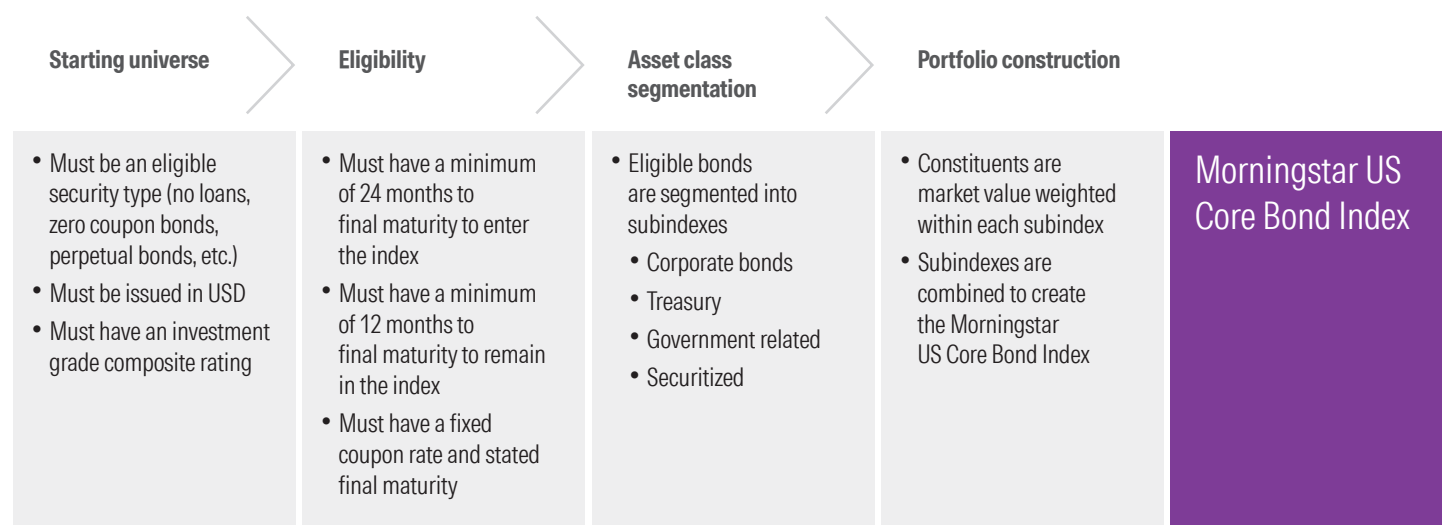 Starting universe
Eligibility
Asset class
segmentation
Portfolio construction
• Must be an eligible
security type (no loans,
zero coupon bonds,
perpetual bonds, etc.)
• Must be issued in USD
• Must have an investment
grade composite rating
• Must have a minimum
of 24 months to
final maturity to enter
the index
• Must have a minimum
of 12 months to
final maturity to remain
in the index
• Must have a fixed
coupon rate and stated
final maturity
• Eligible bonds
are segmented into
subindexes
• Corporate bonds
• Treasury
• Government related
• Securitized
• Constituents are
market value weighted
within each subindex
• Subindexes are
combined to create
the Morningstar
US Core Bond Index
Morningstar US
Core Bond Index